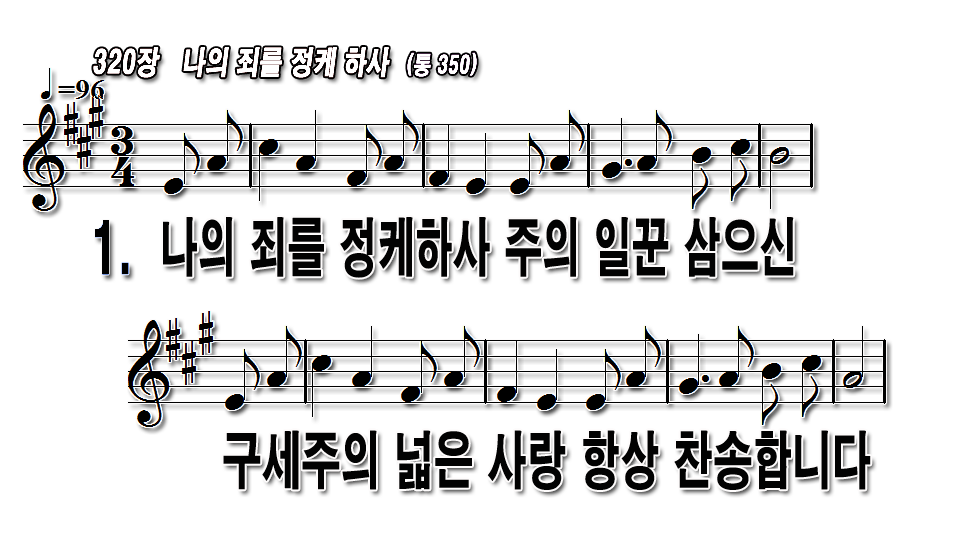 320장 나의 죄를 정케 하사 (통 350)
♩=96
3
4
1. 나의 죄를 정케하사 주의 일꾼 삼으신
구세주의 넓은 사랑 항상 찬송합니다